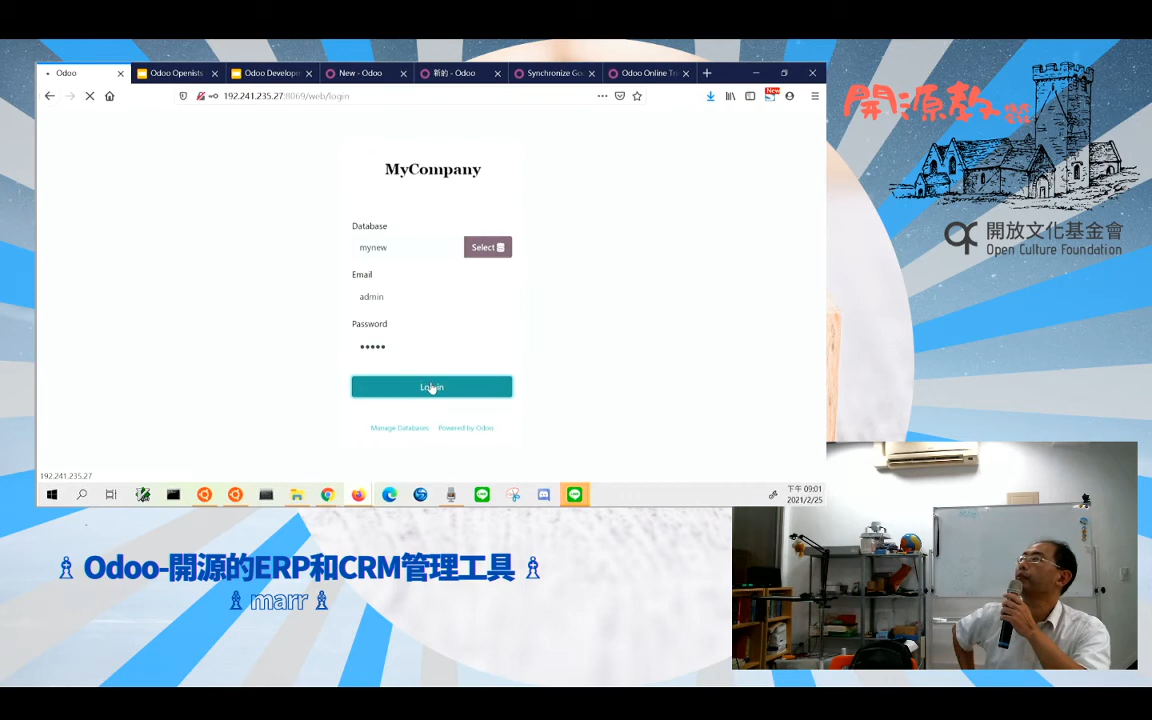 Odoo
Odoo Openists
Odoo Develop
New - Odoo
新的 - Odoo
Synchronize Go
Odoo Online Tr
192.241.235.27:8069/web/login
New
MyCompany
Database
mynew
Select
Email
admin
Password
•••••
Log in
Manage Databases
Powered by Odoo
192.241.235.27
下午 09:01
2021/2/25
開源教
開放文化基金會
Open Culture Foundation
Odoo-開源的ERP和CRM管理工具
marr